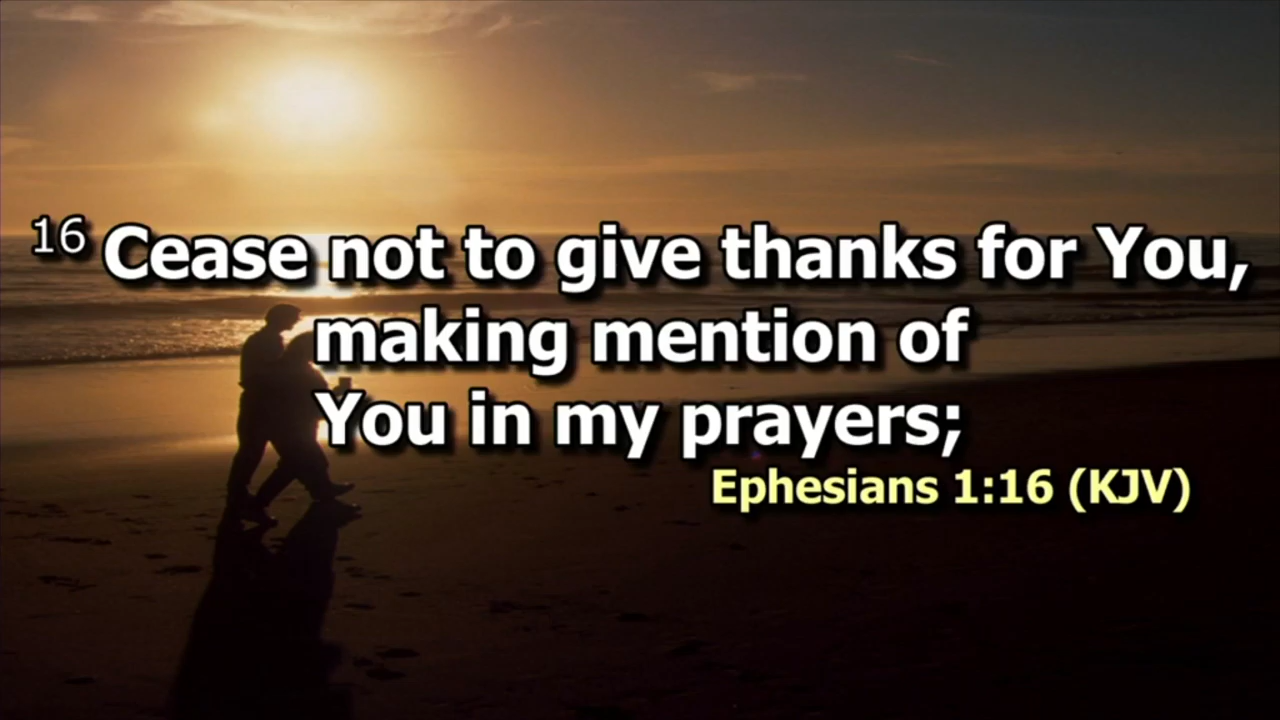 16 Cease not to give thanks for You,
making mention of
You in my prayers;
Ephesians 1:16 (KJV)